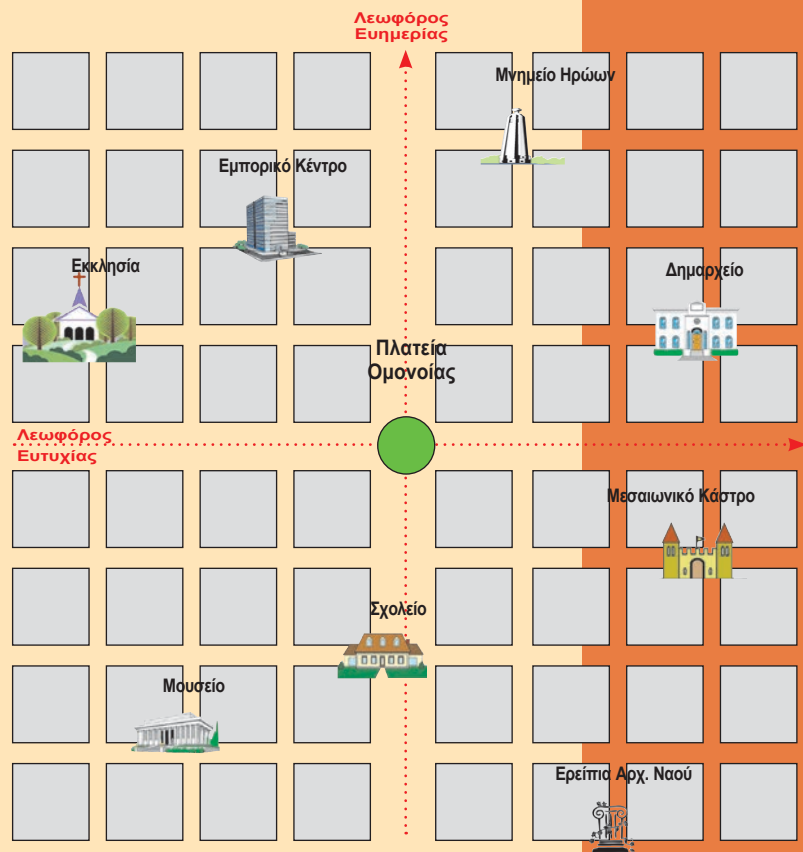 Λεωφόρος
Ευημερίας
Μνημείο Ηρώων
Εμπορικό Κέντρο
Εκκλησία
Δημαρχείο
Πλατεία
Ομονοίας
Λεωφόρος
Ευτυχίας
Μεσαιωνικό Κάστρο
Σχολείο
Μουσείο
Ερείπια Αρχ. Ναού